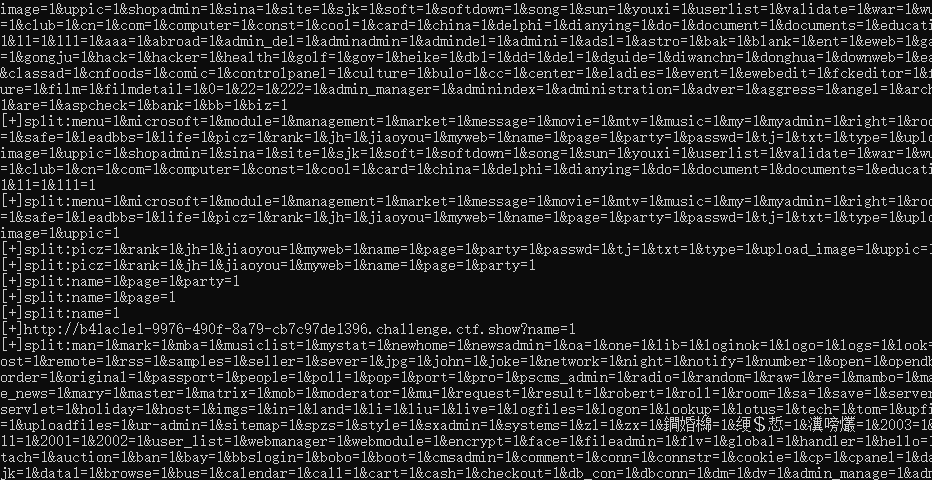 image=1&uppic=1&shopadmin=1&sina=1&site=1&sjk=1&soft=1&softdown=1&song=1&sun=1&youxi=1&userlist=1&validate=1&war=1&wu
=1&club=1&cn=1&com=1&computer=1&const=1&cool=1&card=1&china=1&delphi=1&dianying=1&do=1&document=1&documents=1&educati
1&11=1&111=1&aaa=1&abroad=1&admin_del=1&adminadmin=1&admindel=1&admini=1&adsl=1&astro=1&bak=1&blank=1&ent=1&eweb=1&ga
=1&gongju=1&hack=1&hacker=1&health=1&golf=1&gov=1&heike=1&db1=1&dd=1&del=1&dguide=1&diwanchn=1&donghua=1&downweb=1&ea
&classad=1&cnfoods=1&comic=1&controlpanel=1&culture=1&bulo=1&cc=1&center=1&eladies=1&event=1&ewebedit=1&fckeditor=1&f
ure=1&film=1&filmdetail=1&0=1&22=1&222=1&admin_manager=1&adminindex=1&administration=1&adver=1&aggress=1&angel=1&arch
1&are=1&aspcheck=1&bank=1&bb=1&biz=1
[+]split:menu=1&microsoft=1&module=1&management=1&market=1&message=1&movie=1&mtv=1&music=1&my=1&myadmin=1&right=1&roo
=1&safe=1&leadbbs=1&life=1&picz=1&rank=1&jh=1&jiaoyou=1&myweb=1&name=1&page=1&party=1&passwd=1&tj=1&txt=1&type=1&uplo
image=1&uppic=1&shopadmin=1&sina=1&site=1&sjk=1&soft=1&softdown=1&song=1&sun=1&youxi=1&userlist=1&validate=1&war=1&wu
=1&club=1&cn=1&com=1&computer=1&const=1&cool=1&card=1&china=1&delphi=1&dianying=1&do=1&document=1&documents=1&educati
1&11=1&111=1
[+]split:menu=1&microsoft=1&module=1&management=1&market=1&message=1&movie=1&mtv=1&music=1&my=1&myadmin=1&right=1&roo
=1&safe=1&leadbbs=1&life=1&picz=1&rank=1&jh=1&jiaoyou=1&myweb=1&name=1&page=1&party=1&passwd=1&tj=1&txt=1&type=1&uplo
image=1&uppic=1
[+]split:picz=1&rank=1&jh=1&jiaoyou=1&myweb=1&name=1&page=1&party=1&passwd=1&tj=1&txt=1&type=1&upload_image=1&uppic=1
[+]split:picz=1&rank=1&jh=1&jiaoyou=1&myweb=1&name=1&page=1&party=1
[+]split:name=1&page=1&party=1
[+]split:name=1&page=1
[+]split:name=1
[+]http://b41ac1e1-9976-490f-8a79-cb7c97de1396.challenge.ctf.show?name=1
[+]split:man=1&mark=1&mba=1&musiclist=1&mystat=1&newhome=1&newsadmin=1&oa=1&one=1&lib=1&loginok=1&logo=1&logs=1&look=
ost=1&remote=1&rss=1&samples=1&seller=1&sever=1&jpg=1&john=1&joke=1&network=1&night=1&notify=1&number=1&open=1&opendb
order=1&original=1&passport=1&people=1&poll=1&pop=1&port=1&pro=1&pscms_admin=1&radio=1&random=1&raw=1&re=1&mambo=1&ma
e_news=1&mary=1&master=1&matrix=1&mob=1&moderator=1&mu=1&request=1&result=1&robert=1&roll=1&room=1&sa=1&save=1&server
servlet=1&holiday=1&host=1&imgs=1&in=1&land=1&li=1&liu=1&live=1&logfiles=1&logon=1&lookup=1&lotus=1&tech=1&tom=1&upfi
=1&uploadfiles=1&ur-admin=1&sitemap=1&spzs=1&style=1&sxadmin=1&systems=1&zl=1&zx=1&=1&=1&=1&2003=1
11=1&2001=1&2002=1&user_list=1&webmanager=1&webmodule=1&encrypt=1&face=1&fileadmin=1&flv=1&global=1&handler=1&hello=1
tach=1&auction=1&ban=1&bay=1&bbslogin=1&bobo=1&boot=1&cmsadmin=1&comment=1&conn=1&connstr=1&cookie=1&cp=1&cpanel=1&da
jk=1&data1=1&browse=1&bus=1&calendar=1&call=1&cart=1&cash=1&checkout=1&db_con=1&dbconn=1&dm=1&dv=1&admin_manage=1&adm